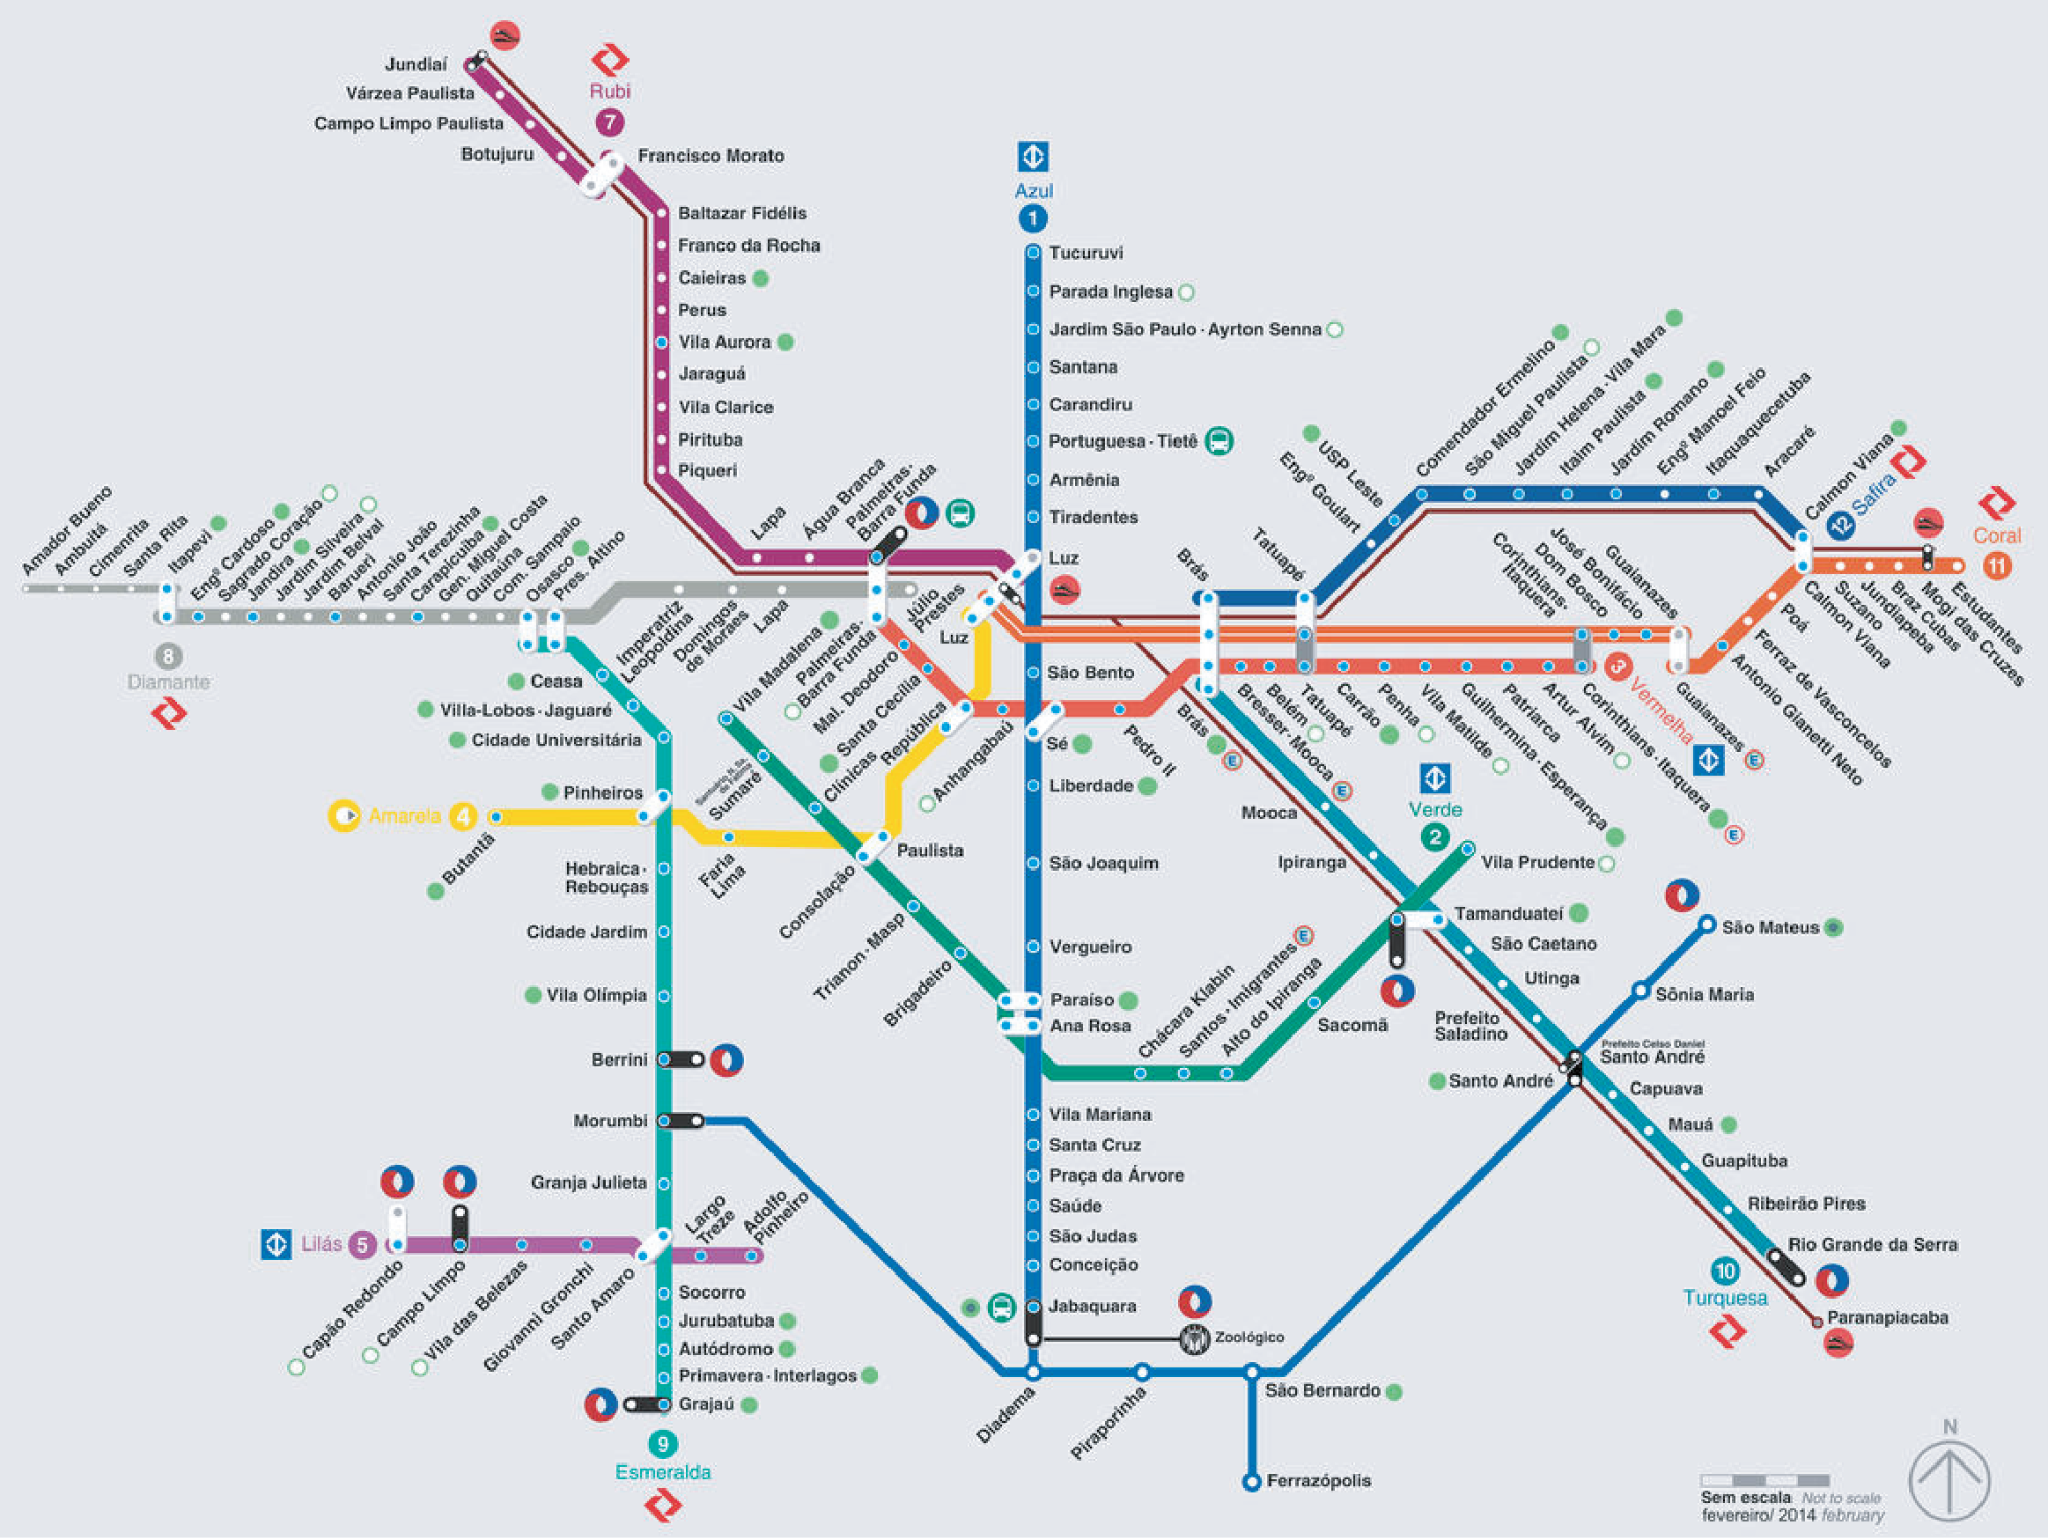 Jundiaí
Várzea Paulista
Campo Limpo Paulista
Botujuru
Rubi
7
Francisco Morato
Baltazar Fidélis
Franco da Rocha
Caieiras
Perus
Vila Aurora
Jaraguá
Vila Clarice
Pirituba
Piqueri
Lapa
Água Branca
Palmeiras-
Barra Funda
Azul
1
Tucuruvi
Parada Inglesa
Jardim São Paulo · Ayrton Senna
Santana
Carandiru
Portuguesa · Tietê
Armênia
Tiradentes
Luz
São Bento
Sé
Liberdade
São Joaquim
Vergueiro
Paraíso
Ana Rosa
Vila Mariana
Santa Cruz
Praça da Árvore
Saúde
São Judas
Conceição
Jabaquara
Zoológico
Amador Bueno
Ambuitá
Cimenrita
Santa Rita
Itapevi
Engº Cardoso
Sagrado Coração
Jandira
Jardim Silveira
Jardim Belval
Barueri
Antonio João
Santa Terezinha
Carapicuíba
Gen. Miguel Costa
Quitaúna
Com. Sampaio
Osasco
Pres. Altino
Imperatriz
Leopoldina
Domingos
de Moraes
Lapa
Júlio
Prestes
8
Diamante
Ceasa
Villa-Lobos · Jaguaré
Cidade Universitária
Pinheiros
Hebraica ·
Rebouças
Cidade Jardim
Vila Olímpia
Berrini
Morumbi
Granja Julieta
Santo Amaro
Socorro
Jurubatuba
Autódromo
Primavera · Interlagos
Grajaú
9
Esmeralda
Amarela 4
Butantã
Faria
Lima
Paulista
República
Luz
Vila Madalena
Santuário N. Sa.
de Fátima
Sumaré
Clínicas
Consolação
Trianon · Masp
Brigadeiro
Chácara Klabin
Santos · Imigrantes
E
Alto do Ipiranga
Sacomã
Tamanduateí
Vila Prudente
Verde
2
Palmeiras-
Barra Funda
Mal. Deodoro
Santa Cecília
Anhangabaú
Pedro II
Brás
E
Bresser · Mooca
E
Belém
Tatuapé
Carrão
Penha
Vila Matilde
Guilhermina · Esperança
Patriarca
Artur Alvim
Corinthians · Itaquera
E
3 Vermelha
Brás
Tatuapé
Engº Goulart
USP Leste
Comendador Ermelino
São Miguel Paulista
Jardim Helena · Vila Mara
Itaim Paulista
Jardim Romano
Engº Manoel Feio
Itaquaquecetuba
Aracaré
Calmon Viana
12 Safira
Coral
11
Corinthians-
Itaquera
Dom Bosco
José Bonifácio
Guaianazes
Guaianazes
E
Antonio Gianetti Neto
Ferraz de Vasconcelos
Poá
Calmon Viana
Suzano
Jundiapeba
Braz Cubas
Mogi das Cruzes
Estudantes
Mooca
Ipiranga
São Caetano
Utinga
Prefeito
Saladino
Prefeito Celso Daniel
Santo André
Santo André
Capuava
Mauá
Guapituba
Ribeirão Pires
Rio Grande da Serra
Paranapiacaba
10
Turquesa
São Mateus
Sônia Maria
São Bernardo
Ferrazópolis
Piraporinha
Diadema
Lilás 5
Capão Redondo
Campo Limpo
Vila das Belezas
Giovanni Gronchi
Largo
Treze
Adolfo
Pinheiro
N
Sem escala Not to scale
fevereiro/ 2014 february